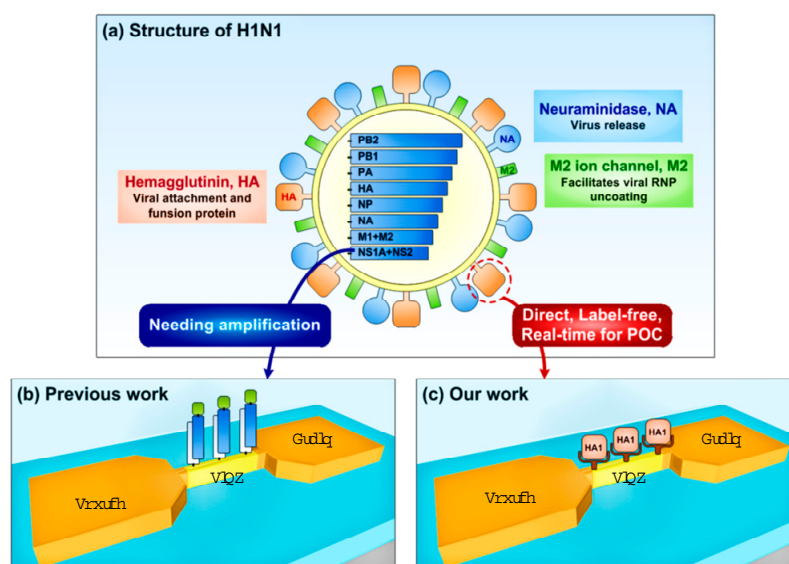 (a) Structure of H1N1
Neuraminidase, NA
Virus release
NA
PB2
PB1
M2
M2 ion channel, M2
Facilitates viral RNP
uncoating
PA
Hemagglutinin, HA
Viral attachment and
funsion protein
HA
HA
NP
NA
M1+M2
NS1A+NS2
Needing amplification
Direct, Label-free,
Real-time for POC
(b) Previous work
Gudlq
Vrxufh
VlQZ
(c) Our work
HA1
HA1
HA1
Gudlq
Vrxufh
VlQZ